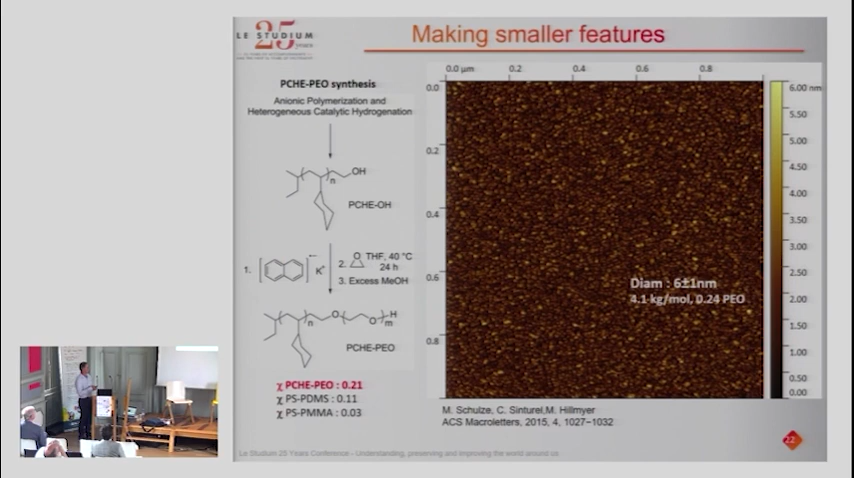 LE STUDIUM
25
years
Making smaller features
PCHE-PEO synthesis
Anionic Polymerization and
Heterogeneous Catalytic Hydrogenation
OH
n
PCHE-OH
1.
K⁺
2.
O
THF, 40 °C
24 h
3. Excess MeOH
O
O
H
n
m
PCHE-PEO
χ PCHE-PEO : 0.21
χ PS-PDMS : 0.11
χ PS-PMMA : 0.03
0.0 µm
0.2
0.4
0.6
0.8
0.0
0.2
0.4
0.6
0.8
Diam : 6±1nm
4.1 kg/mol, 0.24 PEO
6.00 nm
5.50
5.00
4.50
4.00
3.50
3.00
2.50
2.00
1.50
1.00
0.50
0.00
M. Schulze, C. Sinturel,M. Hillmyer
ACS Macroletters, 2015, 4, 1027−1032
22
Le Studium 25 Years Conference - Understanding, preserving and improving the world around us